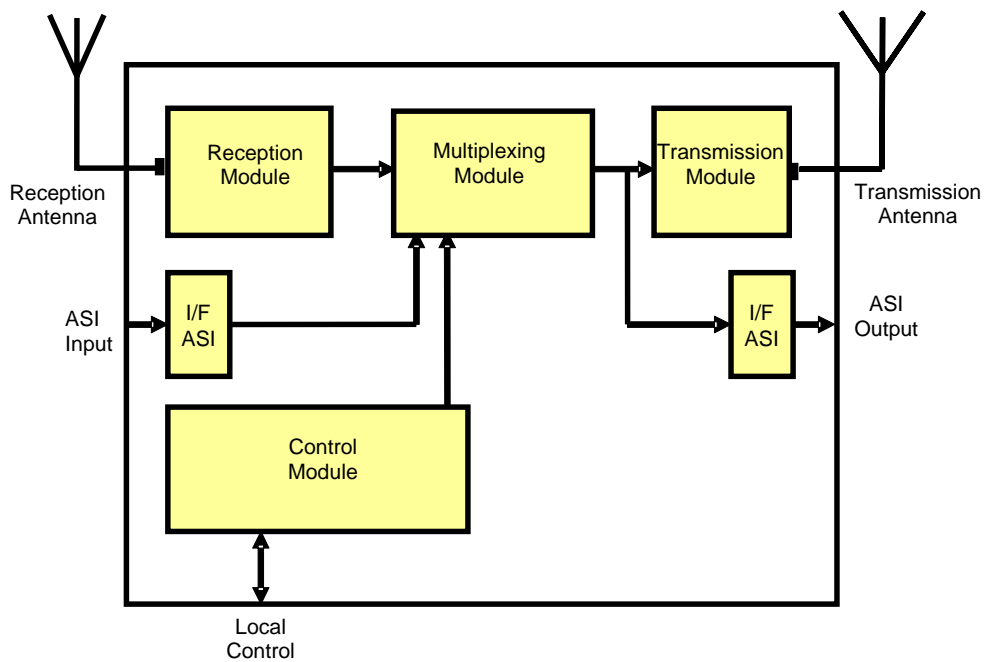 Reception
Module
Multiplexing
Module
Transmission
Module
Reception
Antenna
Transmission
Antenna
ASI
Input
I/F
ASI
I/F
ASI
ASI
Output
Control
Module
Local
Control